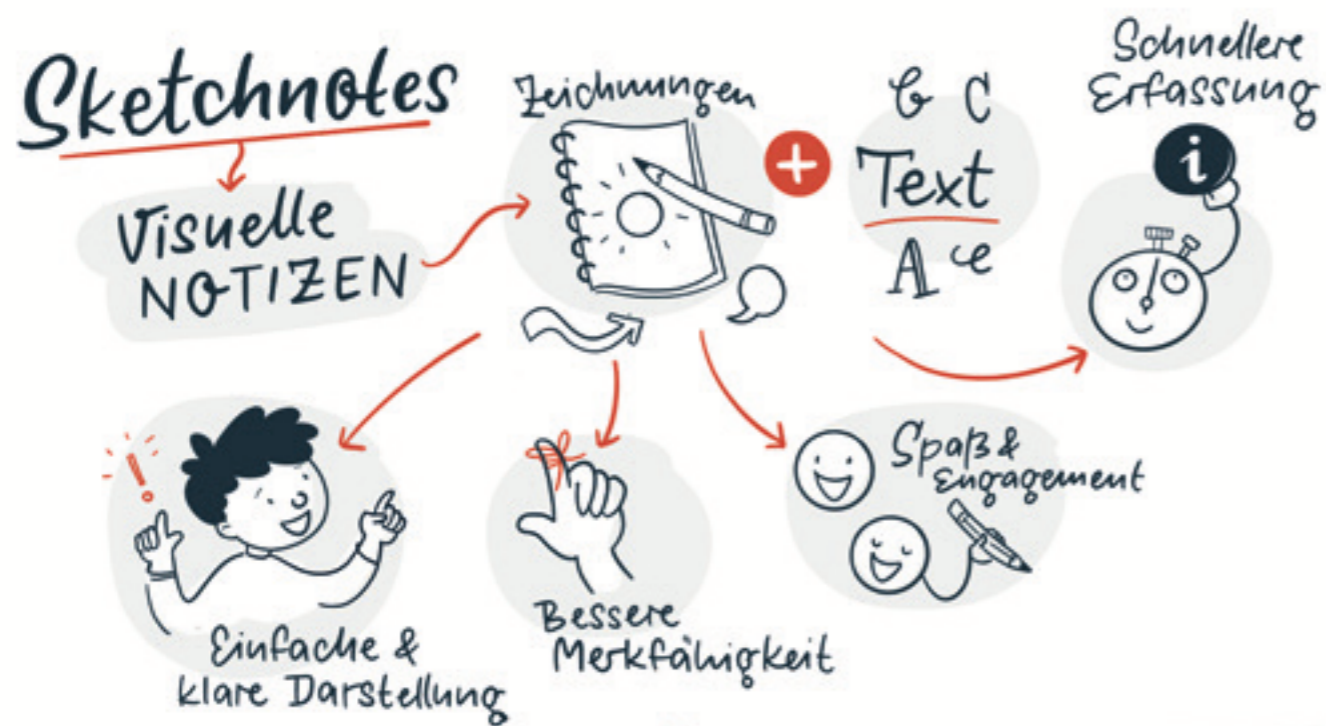 Sketchnotes
Visuelle
NOTIZEN
Zeichnungen
+
b C
Text
A e
Schnellere
Erfassung
i
!
Einfache &
klare Darstellung
Bessere
Merkfähigkeit
Spaß &
Engagement